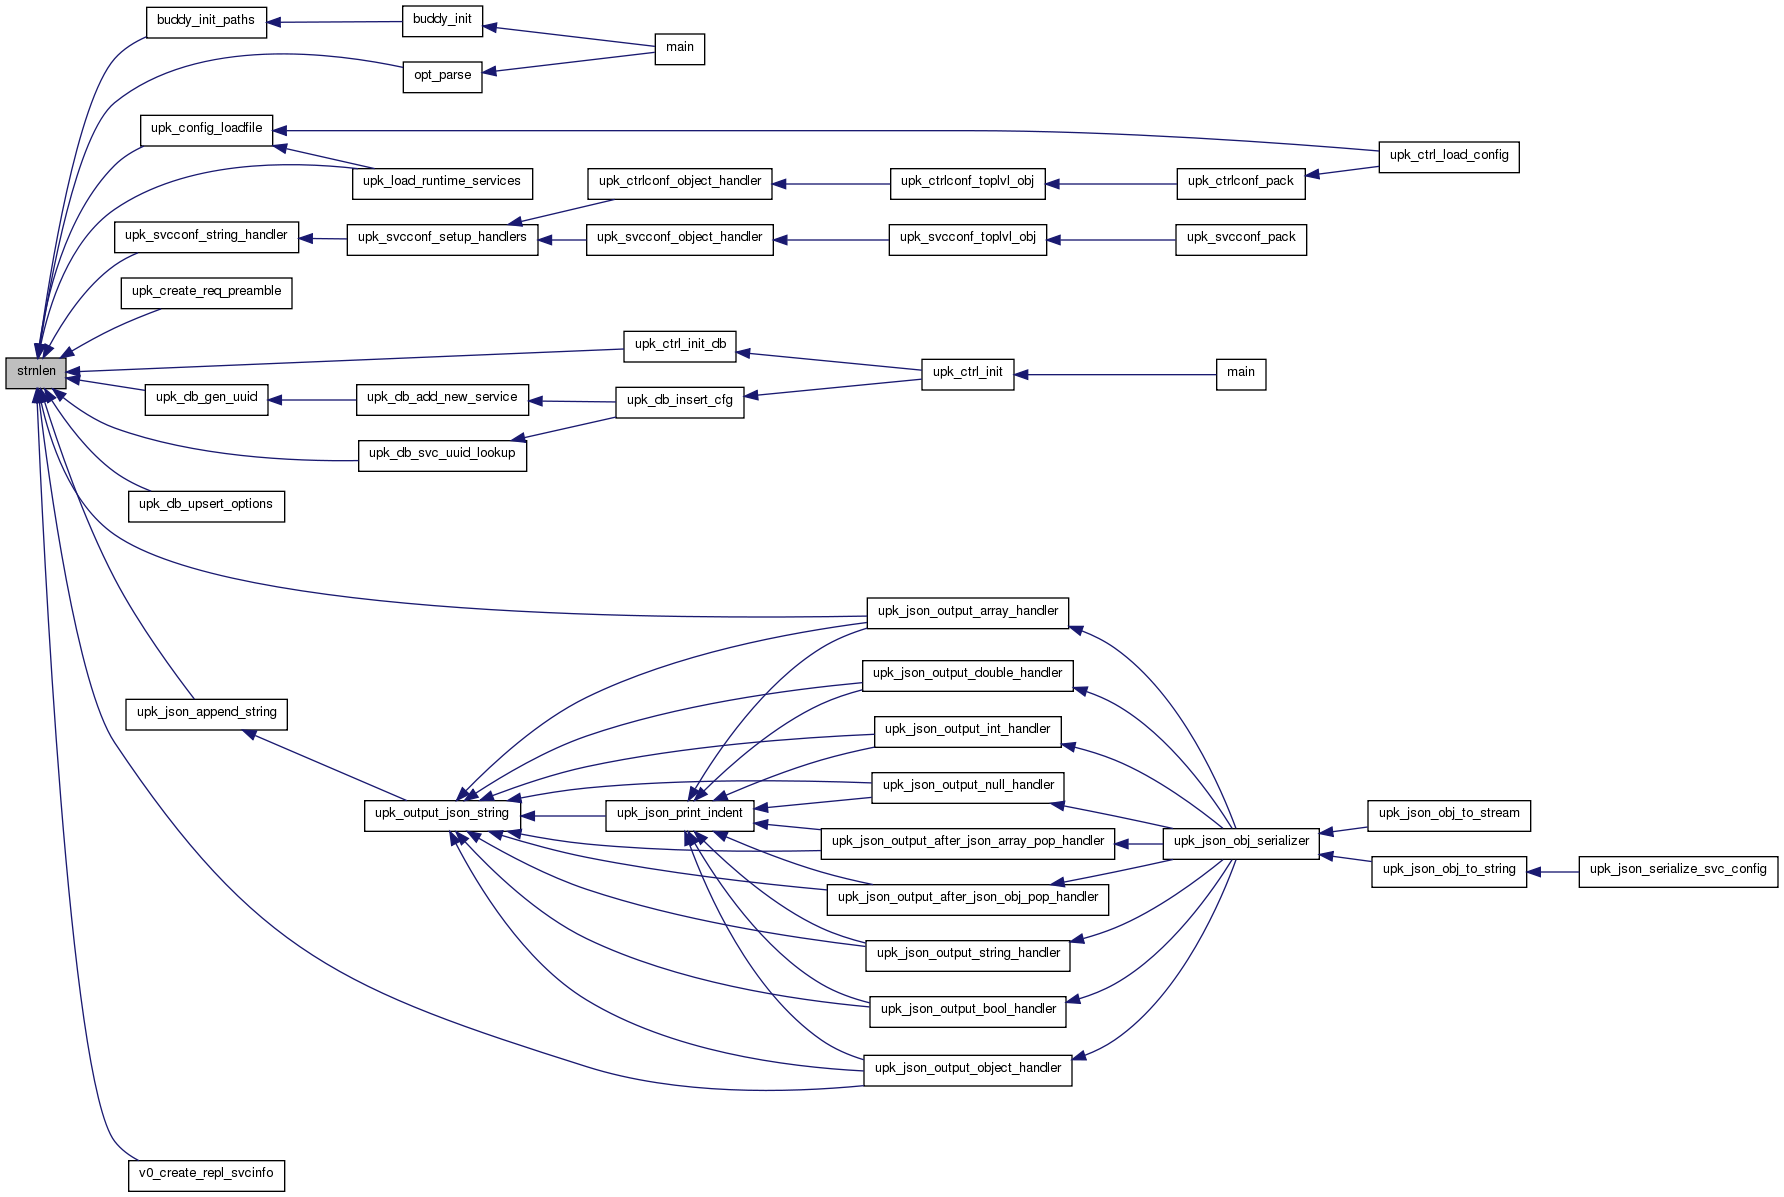 buddy_init_paths
buddy_init
main
opt_parse
upk_config_loadfile
upk_ctrl_load_config
upk_load_runtime_services
upk_ctrlconf_object_handler
upk_ctrlconf_toplvl_obj
upk_ctrlconf_pack
upk_svcconf_string_handler
upk_svcconf_setup_handlers
upk_svcconf_object_handler
upk_svcconf_toplvl_obj
upk_svcconf_pack
upk_create_req_preamble
strnlen
upk_ctrl_init_db
upk_ctrl_init
main
upk_db_gen_uuid
upk_db_add_new_service
upk_db_insert_cfg
upk_db_svc_uuid_lookup
upk_db_upsert_options
upk_json_output_array_handler
upk_json_output_double_handler
upk_json_append_string
upk_json_output_int_handler
upk_json_output_null_handler
upk_output_json_string
upk_json_print_indent
upk_json_obj_to_stream
upk_json_output_after_json_array_pop_handler
upk_json_obj_serializer
upk_json_obj_to_string
upk_json_serialize_svc_config
upk_json_output_after_json_obj_pop_handler
upk_json_output_string_handler
upk_json_output_bool_handler
upk_json_output_object_handler
v0_create_repl_svcinfo